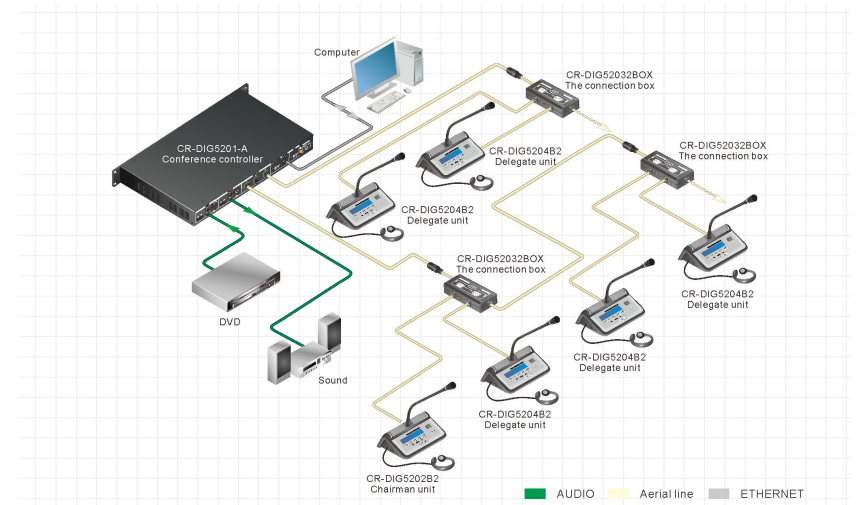 Computer
CR-DIG52032BOX
The connection box
CR-DIG5201-A
Conference controller
CR-DIG5204B2
Delegate unit
CR-DIG52032BOX
The connection box
CR-DIG5204B2
Delegate unit
CR-DIG52032BOX
The connection box
CR-DIG5204B2
Delegate unit
DVD
CR-DIG5204B2
Delegate unit
Sound
CR-DIG5204B2
Delegate unit
CR-DIG5202B2
Chairman unit
AUDIO
Aerial line
ETHERNET